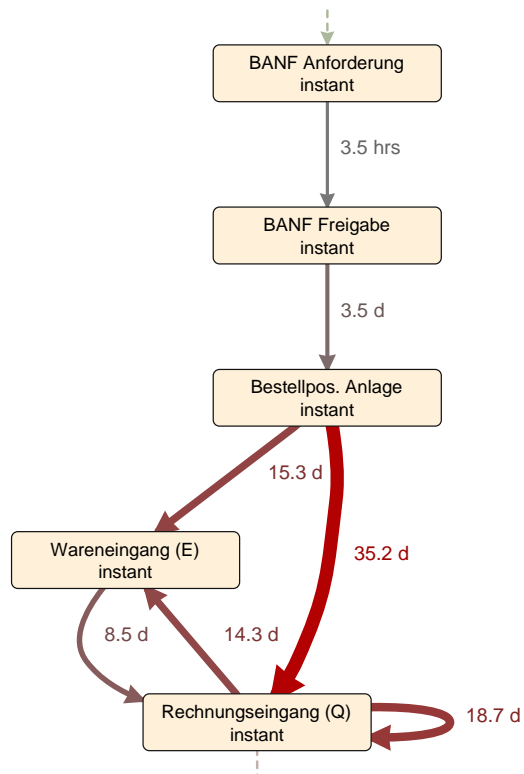 BANF Anforderung
instant
3.5 hrs
BANF Freigabe
instant
3.5 d
Bestellpos. Anlage
instant
15.3 d
35.2 d
Wareneingang (E)
instant
8.5 d
14.3 d
Rechnungseingang (Q)
instant
18.7 d